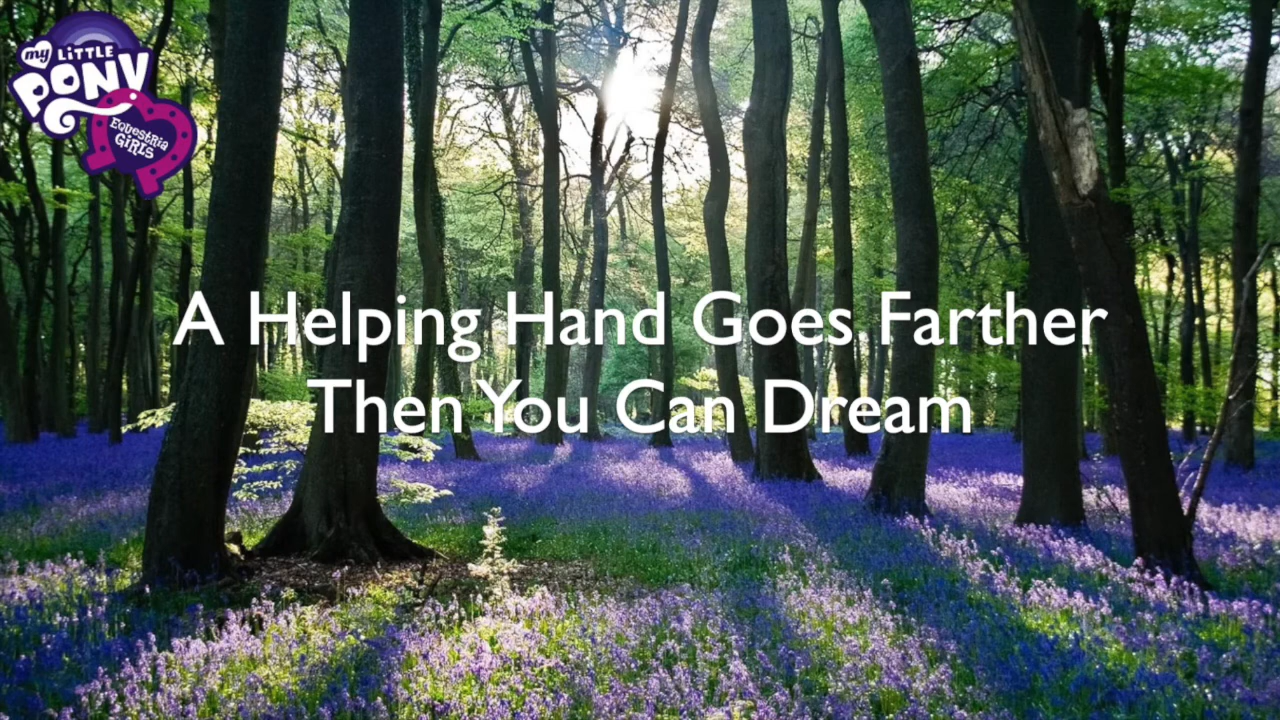 my LiTTLE
PONY
EQUESTRIA
GiRLS
A Helping Hand Goes Farther
Then You Can Dream